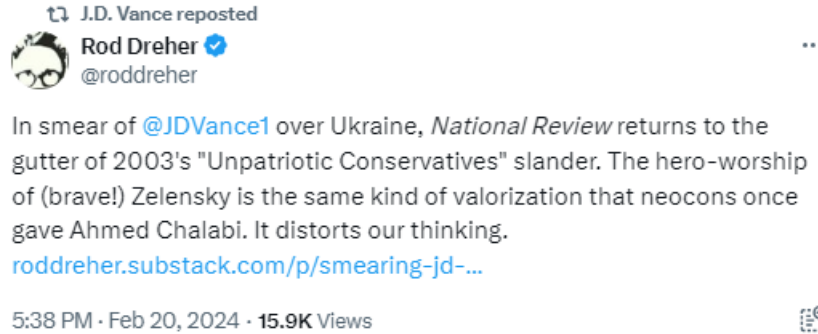 J.D. Vance reposted
Rod Dreher
@roddreher
In smear of @JDVance1 over Ukraine, National Review returns to the
gutter of 2003's "Unpatriotic Conservatives" slander. The hero-worship
of (brave!) Zelensky is the same kind of valorization that neocons once
gave Ahmed Chalabi. It distorts our thinking.
roddreher.substack.com/p/smearing-jd-...
5:38 PM · Feb 20, 2024 · 15.9K Views